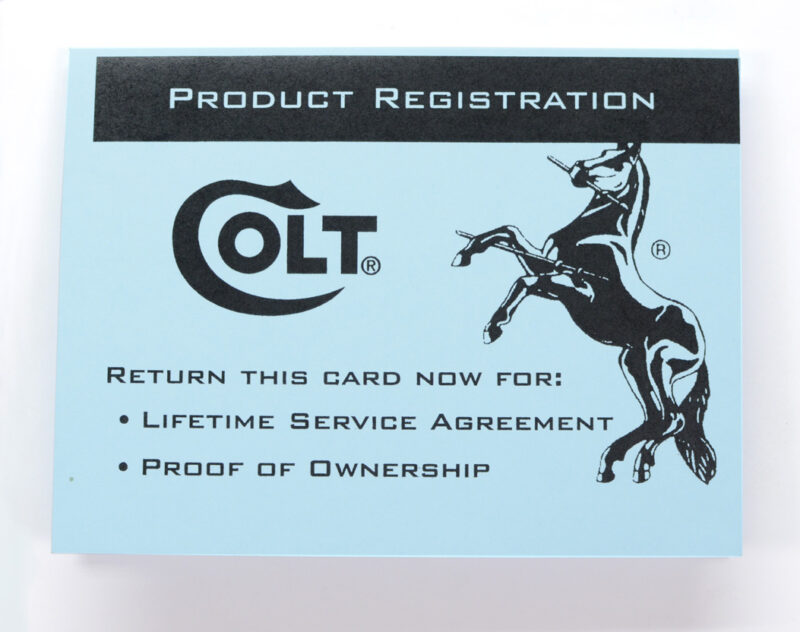 PRODUCT REGISTRATION
COLT®
®
RETURN THIS CARD NOW FOR:
• LIFETIME SERVICE AGREEMENT
• PROOF OF OWNERSHIP